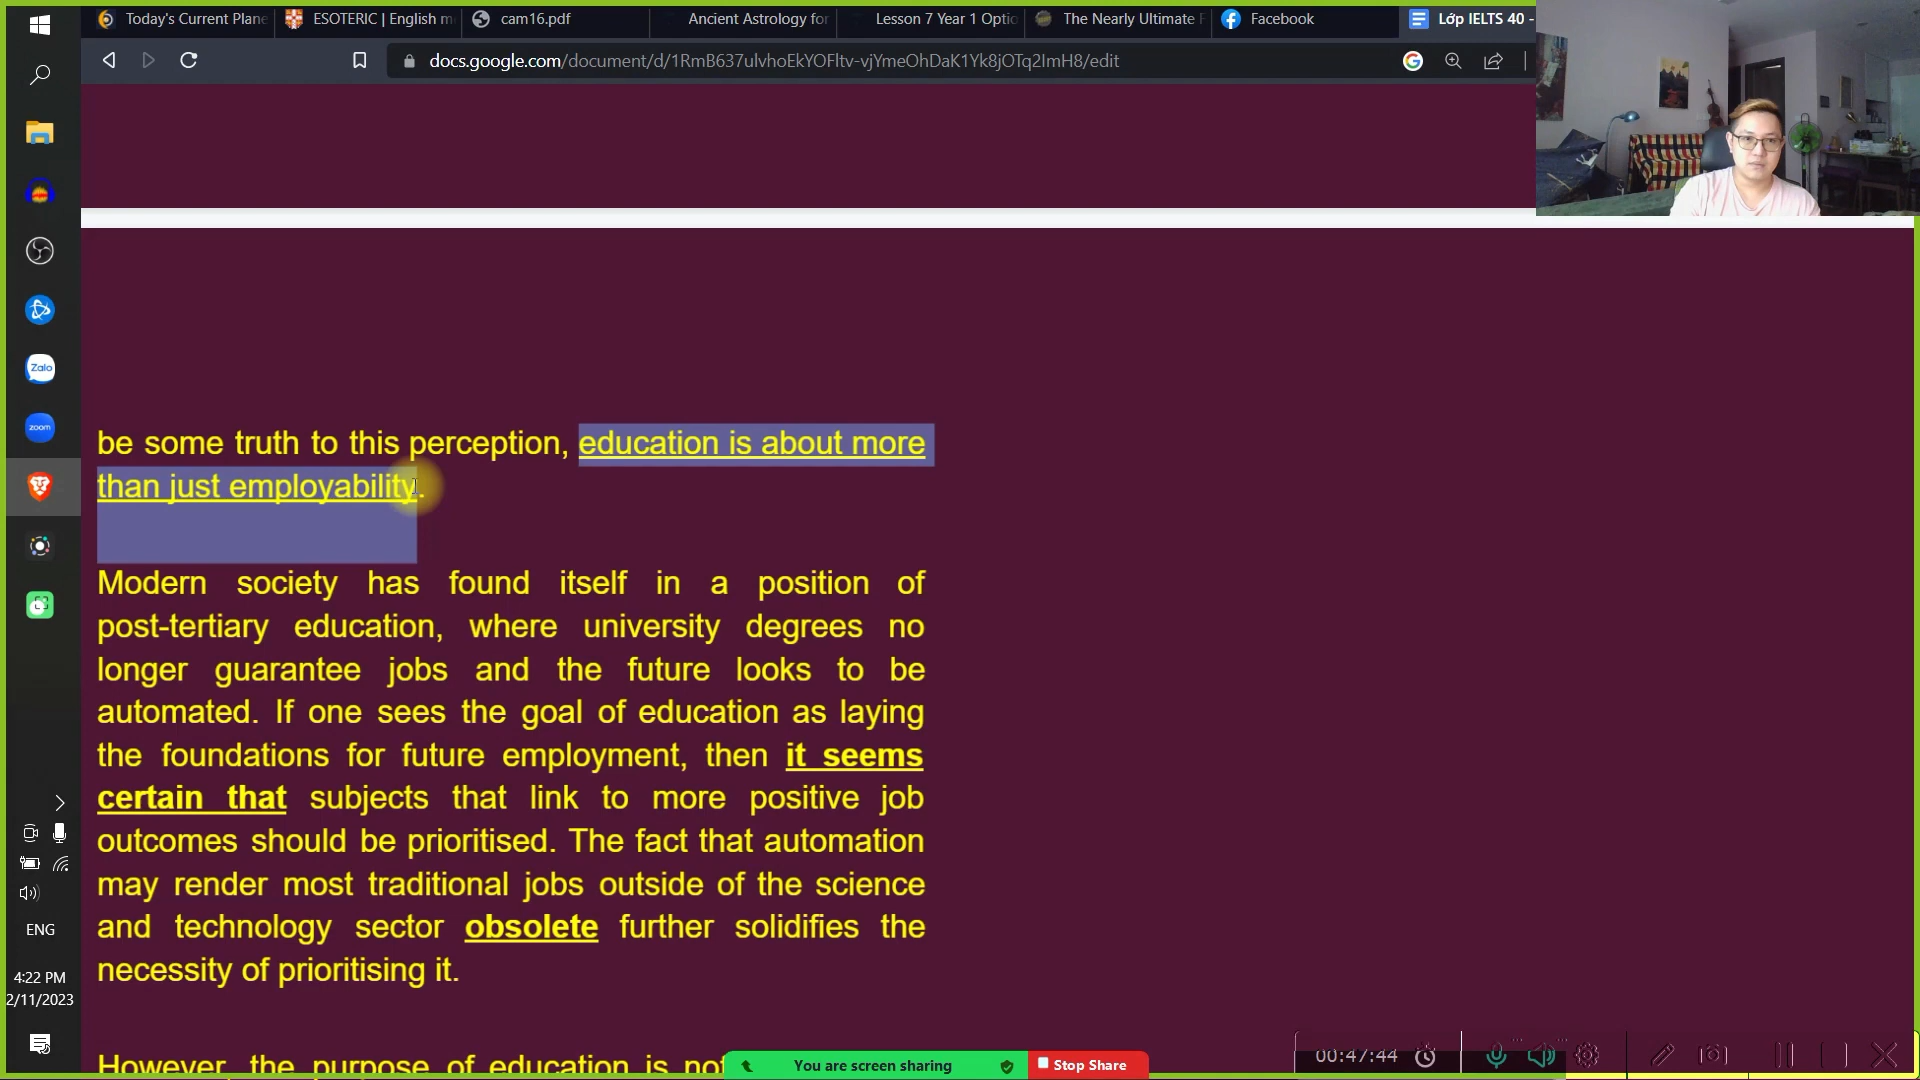 Today's Current Plane
ESOTERIC | English m
cam16.pdf
Ancient Astrology for
Lesson 7 Year 1 Optio
The Nearly Ultimate F
Facebook
Lớp IELTS 40 -
docs.google.com/document/d/1RmB637ulvhoEkYOFltv-vjYmeOhDaK1Yk8jOTq2ImH8/edit
be some truth to this perception, education is about more
than just employability.
Modern society has found itself in a position of
post-tertiary education, where university degrees no
longer guarantee jobs and the future looks to be
automated. If one sees the goal of education as laying
the foundations for future employment, then it seems
certain that subjects that link to more positive job
outcomes should be prioritised. The fact that automation
may render most traditional jobs outside of the science
and technology sector obsolete further solidifies the
necessity of prioritising it.
However, the purpose of education is not
Zalo
zoom
ENG
4:22 PM
2/11/2023
You are screen sharing
Stop Share
00:47:44